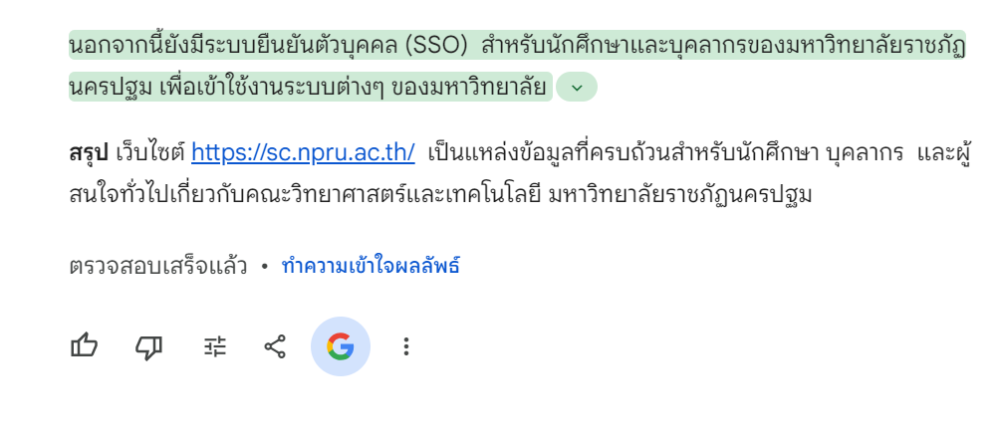 นอกจากนี้ยังมีระบบยืนยันตัวบุคคล (SSO) สำหรับนักศึกษาและบุคลากรของมหาวิทยาลัยราชภัฏ
นครปฐม เพื่อเข้าใช้งานระบบต่างๆ ของมหาวิทยาลัย
สรุป เว็บไซต์ https://sc.npru.ac.th/ เป็นแหล่งข้อมูลที่ครบถ้วนสำหรับนักศึกษา บุคลากร และผู้
สนใจทั่วไปเกี่ยวกับคณะวิทยาศาสตร์และเทคโนโลยี มหาวิทยาลัยราชภัฏนครปฐม
ตรวจสอบเสร็จแล้ว • ทำความเข้าใจผลลัพธ์